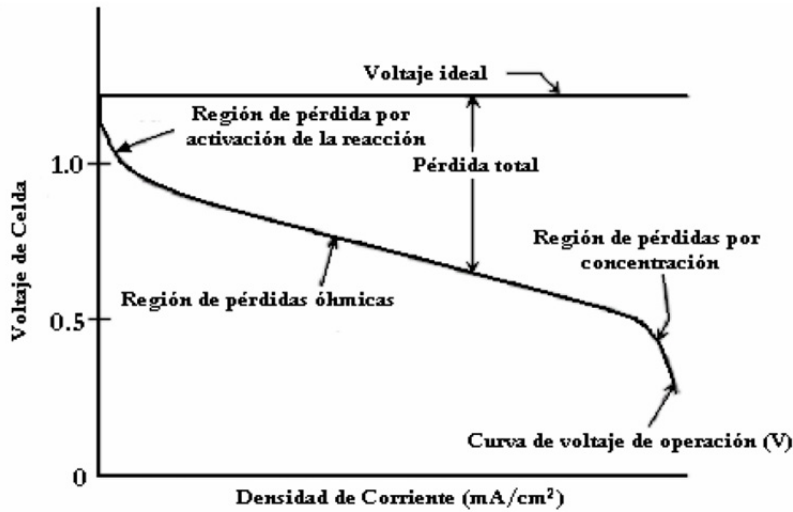 Voltaje ideal
Región de pérdida por
activación de la reacción
1.0
Pérdida total
Región de pérdidas por
concentración
Voltaje de Celda
Región de pérdidas óhmicas
0.5
Curva de voltaje de operación (V)
0
Densidad de Corriente (mA/cm²)